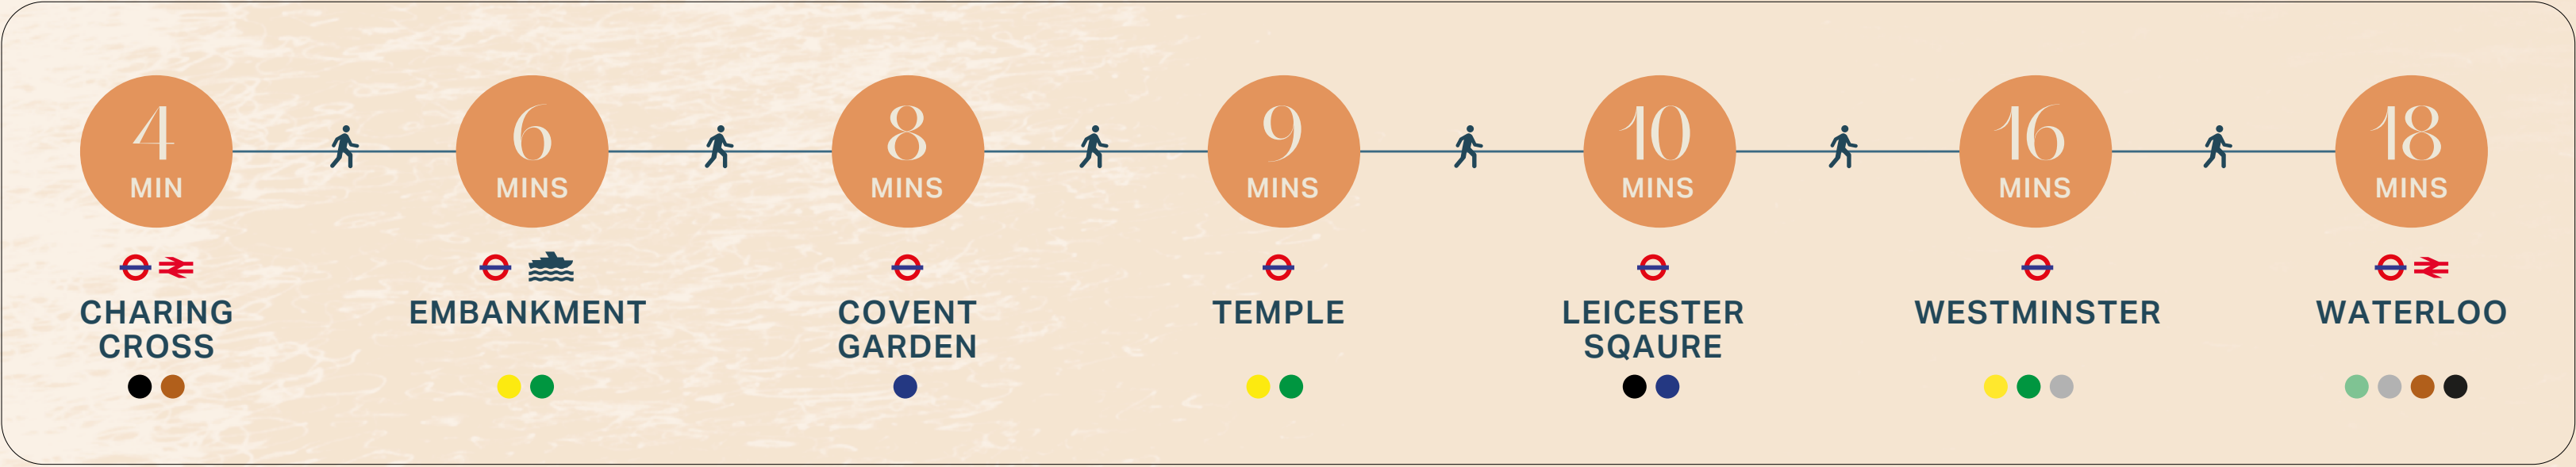 4
MIN
6
MINS
8
MINS
9
MINS
10
MINS
16
MINS
18
MINS
CHARING
CROSS
EMBANKMENT
COVENT
GARDEN
TEMPLE
LEICESTER
SQAURE
WESTMINSTER
WATERLOO